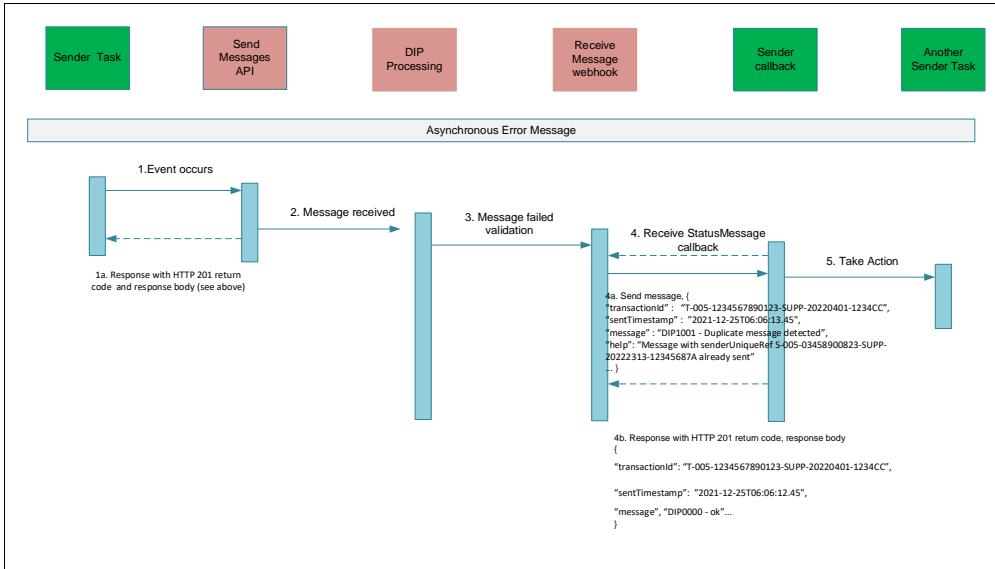 Sender Task
Send
Messages
API
DIP
Processing
Receive
Message
webhook
Sender
callback
Another
Sender Task
Asynchronous Error Message
1.Event occurs
2. Message received
3. Message failed
validation
4. Receive StatusMessage
callback
5. Take Action
1a. Response with HTTP 201 return
code and response body (see above)
4a. Send message, {
“transactionId” : “T-005-1234567890123-SUPP-20220401-1234CC”,
“sentTimestamp” : ”2021-12-25T06:06:13.45",
“message” : “DIP1001 - Duplicate message detected”,
“help”: “Message with senderUniqueRef S-005-03458900823-SUPP-
20222313-12345687A already sent”
... }
4b. Response with HTTP 201 return code, response body
{
“transactionId”: “T-005-1234567890123-SUPP-20220401-1234CC”,
“sentTimestamp”: ”2021-12-25T06:06:12.45",
“message”, “DIP0000 - ok”...
}